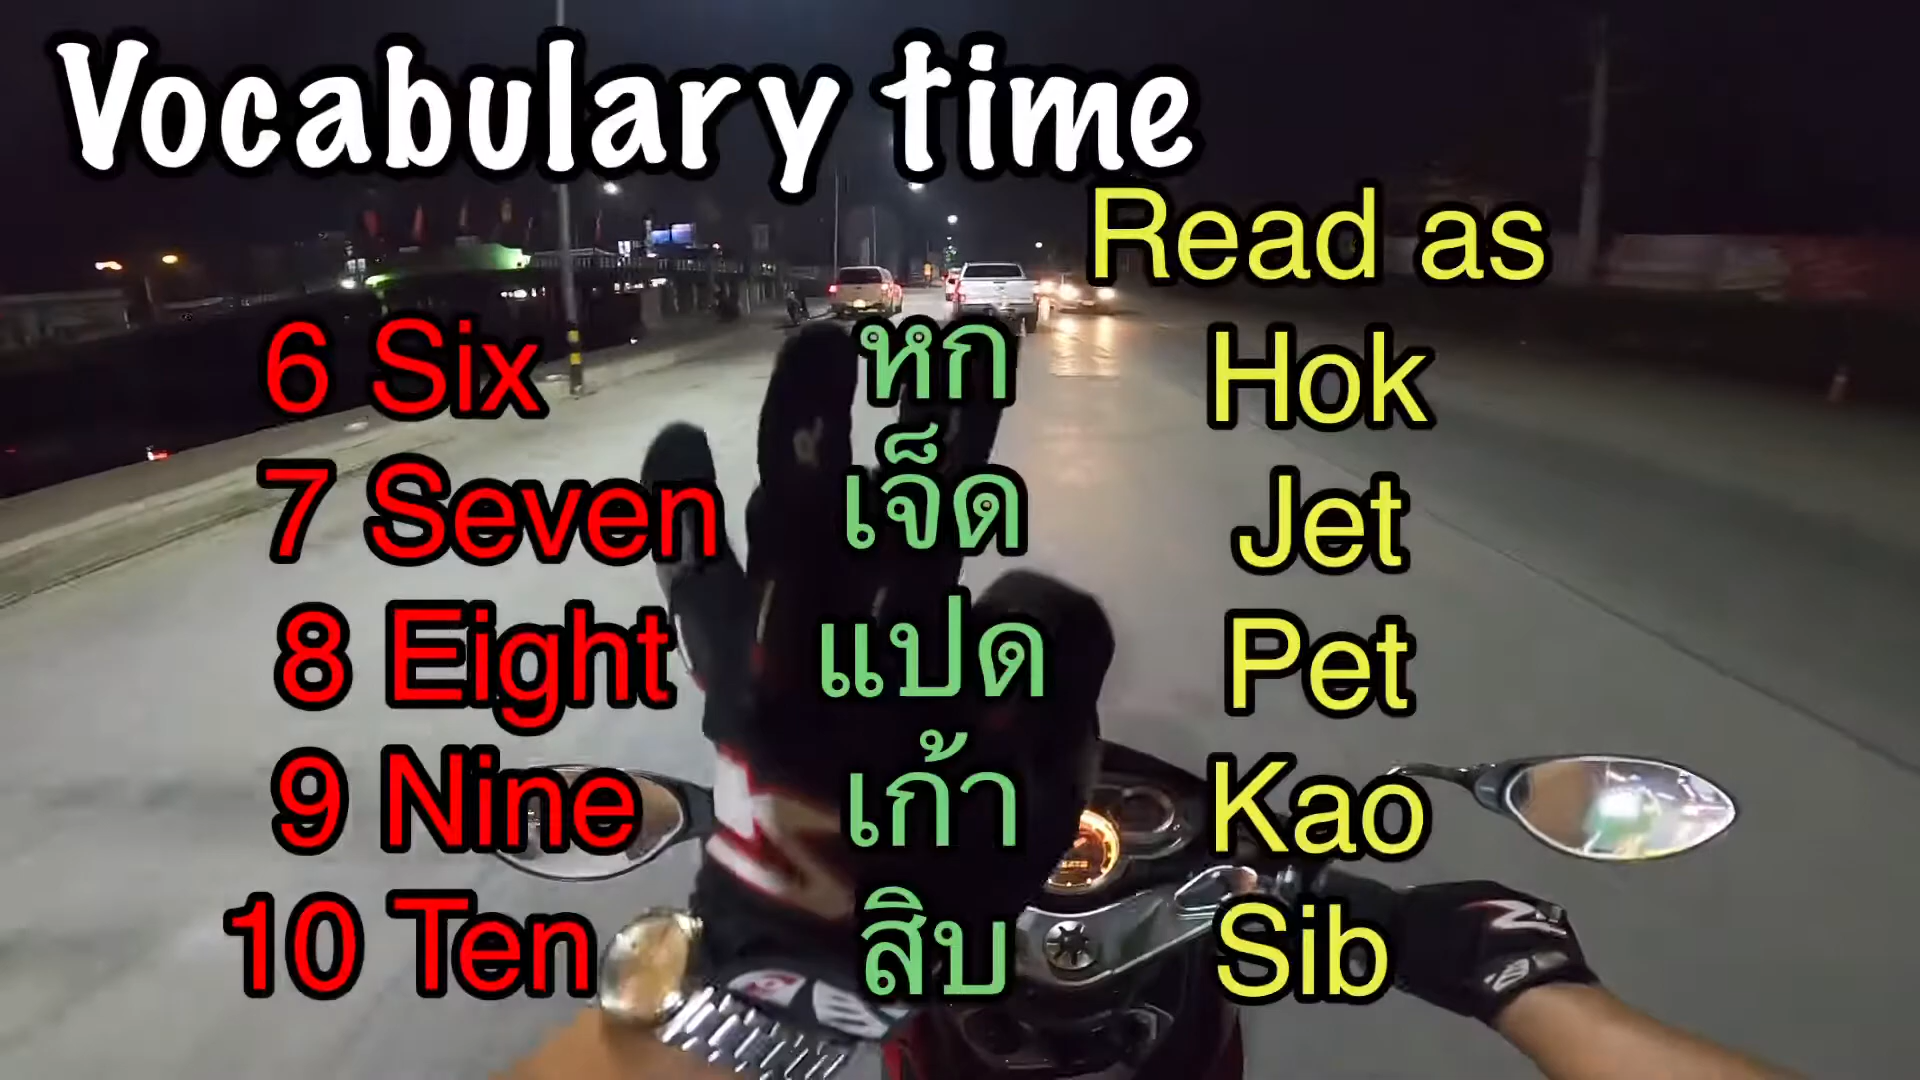 Vocabulary time
Read as
6 Six หก Hok
7 Seven เจ็ด Jet
8 Eight แปด Pet
9 Nine เก้า Kao
10 Ten สิบ Sib